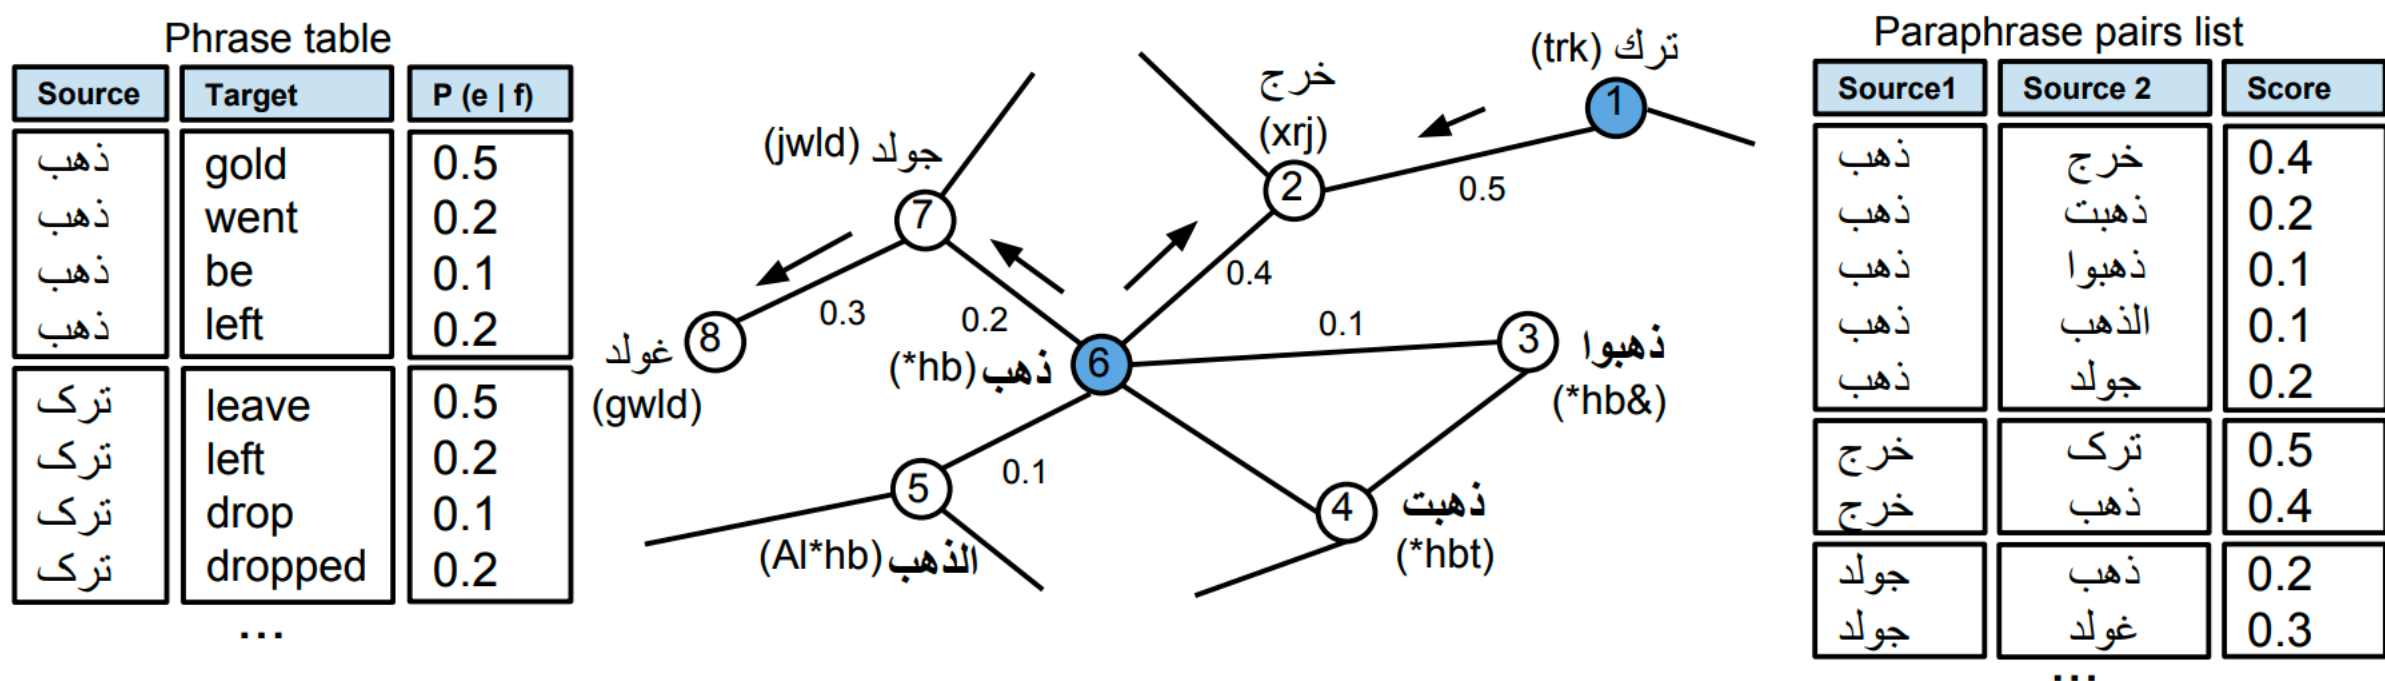 Phrase table
Source Target P (e | f)
ذهب gold 0.5
ذهب went 0.2
ذهب be 0.1
ذهب left 0.2
ترک leave 0.5
ترک left 0.2
ترک drop 0.1
ترک dropped 0.2
...
(trk) ترك
1
خرج
(xrj)
2
0.5
(jwld) جولد
7
0.4
0.3
0.2
0.1
غولد
(gwld)
8
(*hb) ذهب
6
3
ذهبوا
(*hb&)
0.1
5
(Al*hb) الذهب
4
ذهبت
(*hbt)
Paraphrase pairs list
Source1 Source 2 Score
ذهب خرج 0.4
ذهب ذهبت 0.2
ذهب ذهبوا 0.1
ذهب الذهب 0.1
ذهب جولد 0.2
خرج ترک 0.5
خرج ذهب 0.4
جولد ذهب 0.2
جولد غولد 0.3
...